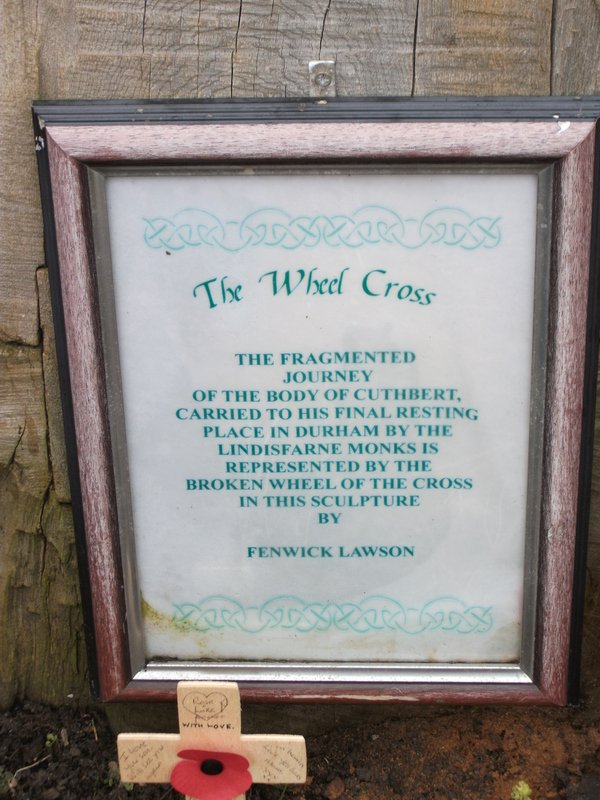 The Wheel Cross
THE FRAGMENTED
JOURNEY
OF THE BODY OF CUTHBERT,
CARRIED TO HIS FINAL RESTING
PLACE IN DURHAM BY THE
LINDISFARNE MONKS IS
REPRESENTED BY THE
BROKEN WHEEL OF THE CROSS
IN THIS SCULPTURE
BY
FENWICK LAWSON
WITH LOVE.